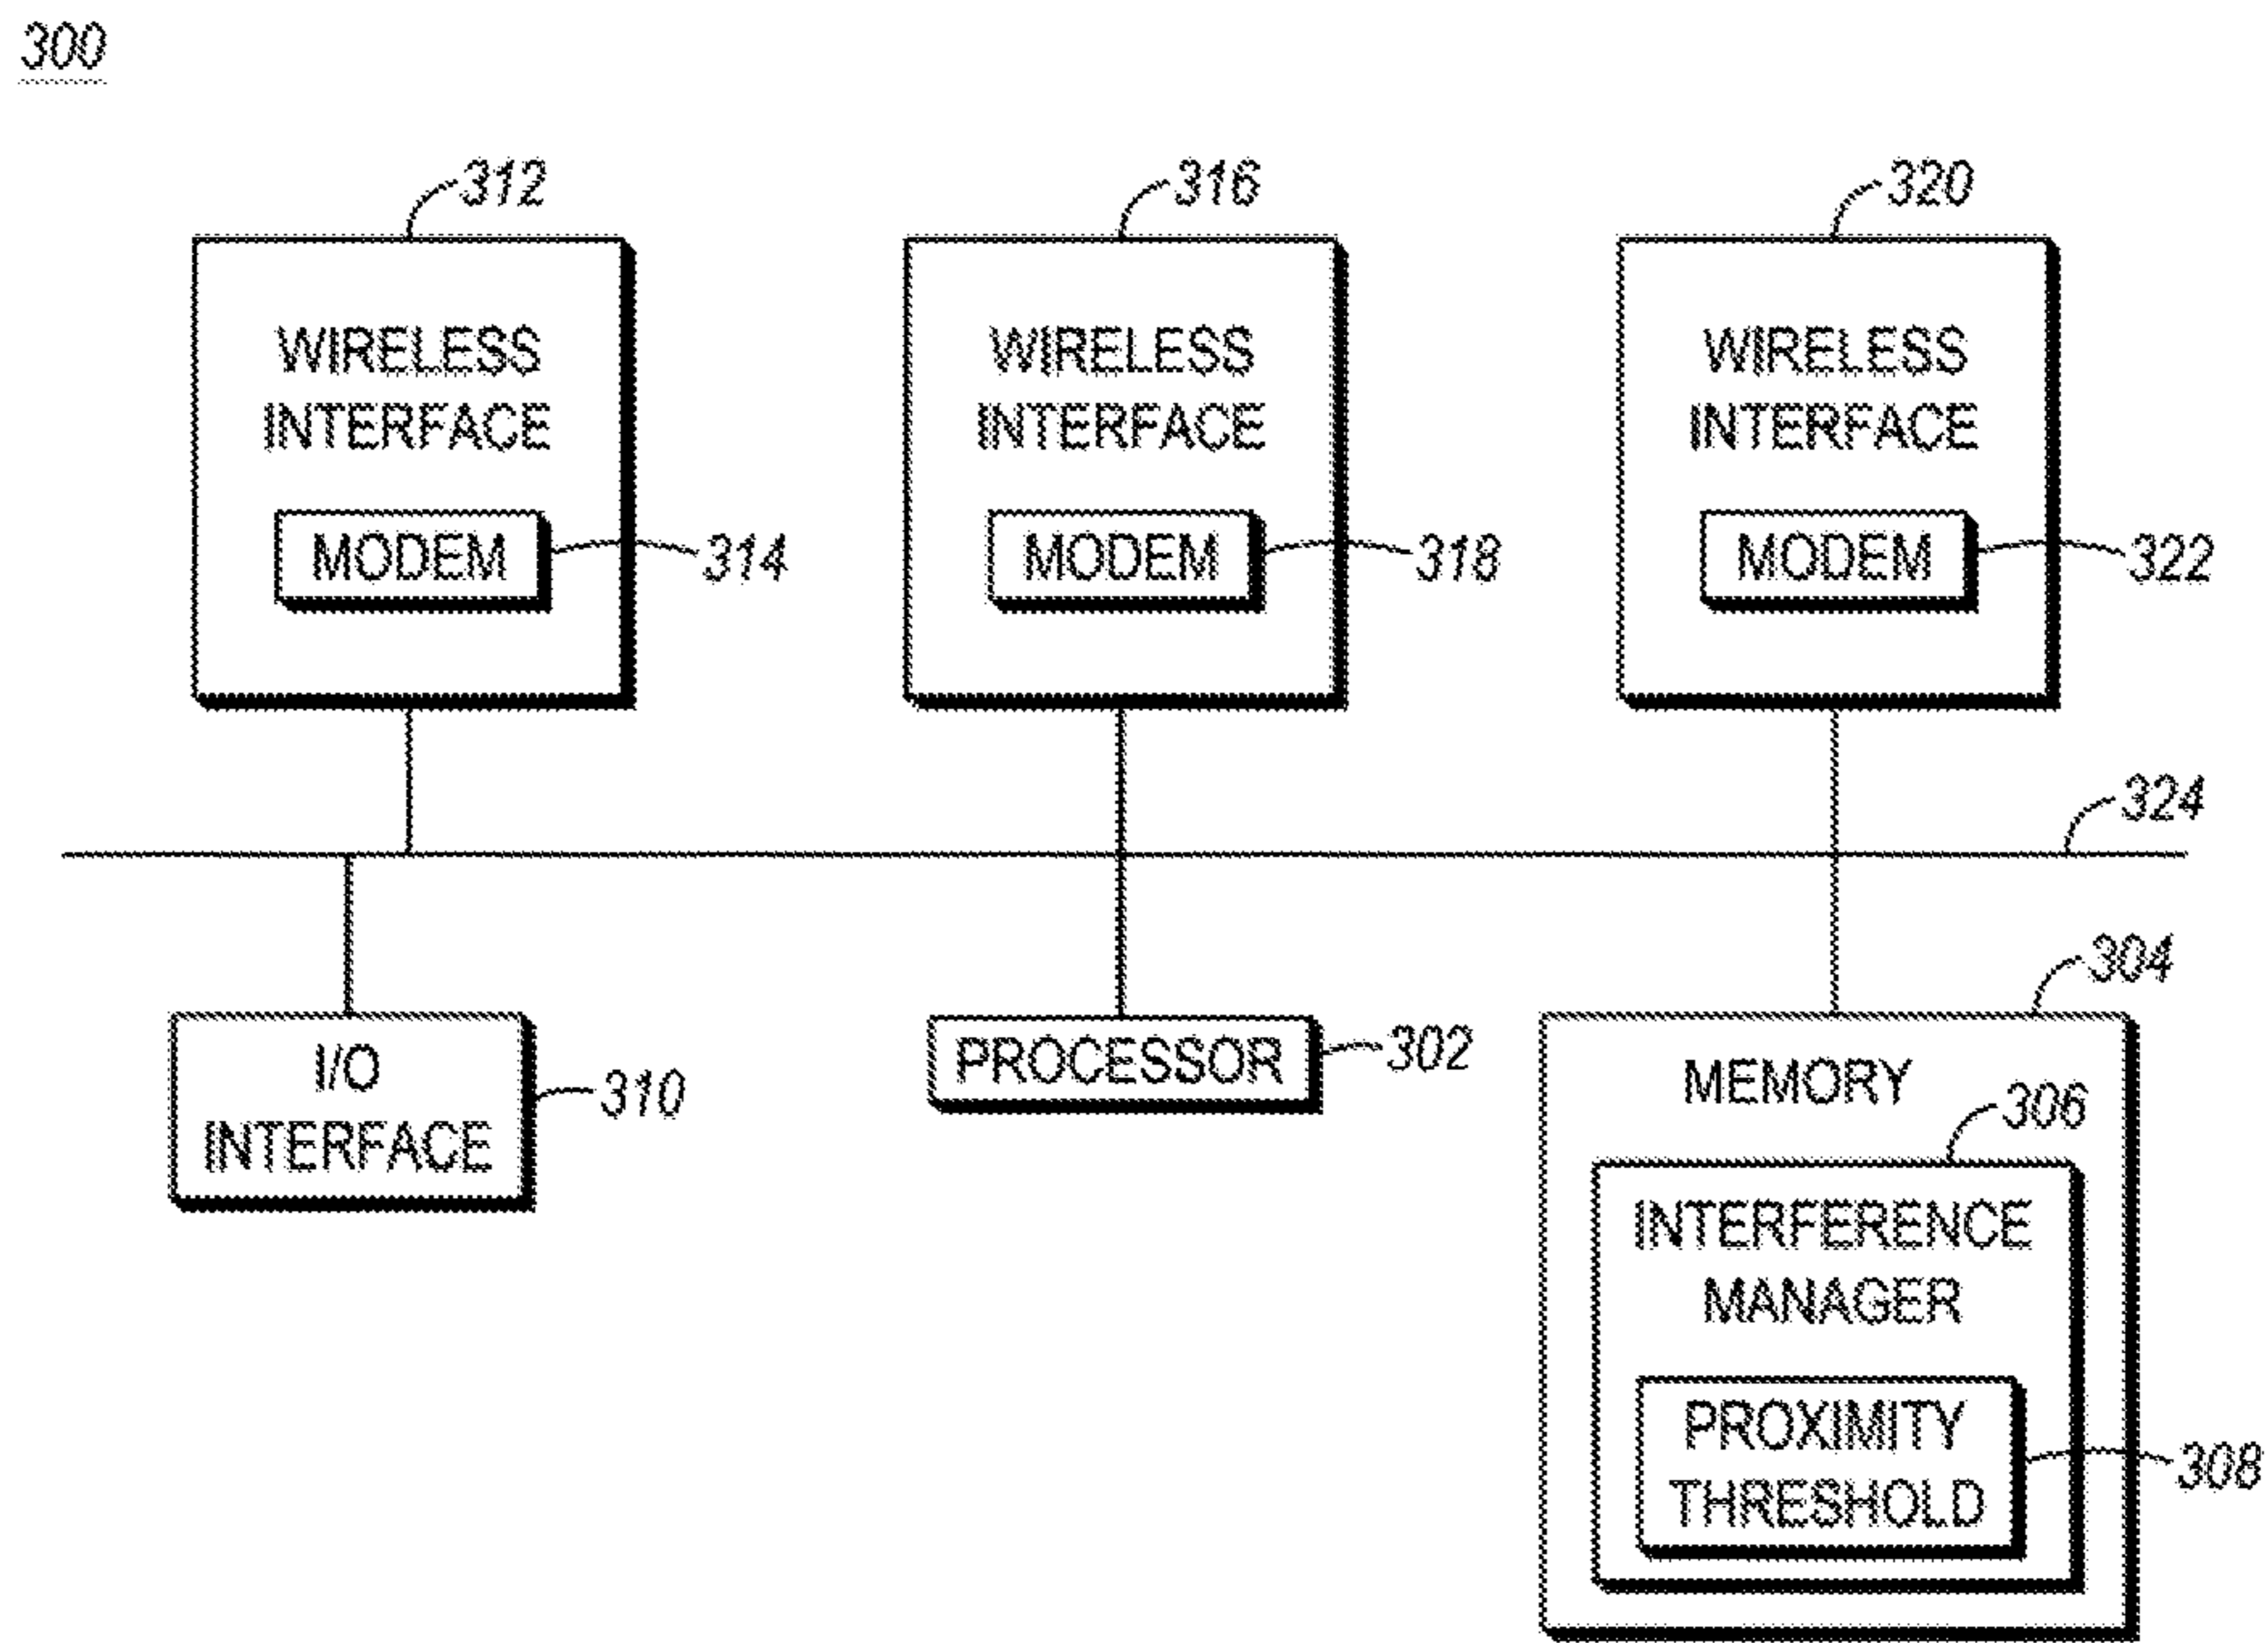 300
312
316
320
WIRELESS
INTERFACE
MODEM
314
WIRELESS
INTERFACE
MODEM
318
WIRELESS
INTERFACE
MODEM
322
324
I/O
INTERFACE
310
PROCESSOR
302
304
MEMORY
306
INTERFERENCE
MANAGER
PROXIMITY
THRESHOLD
308